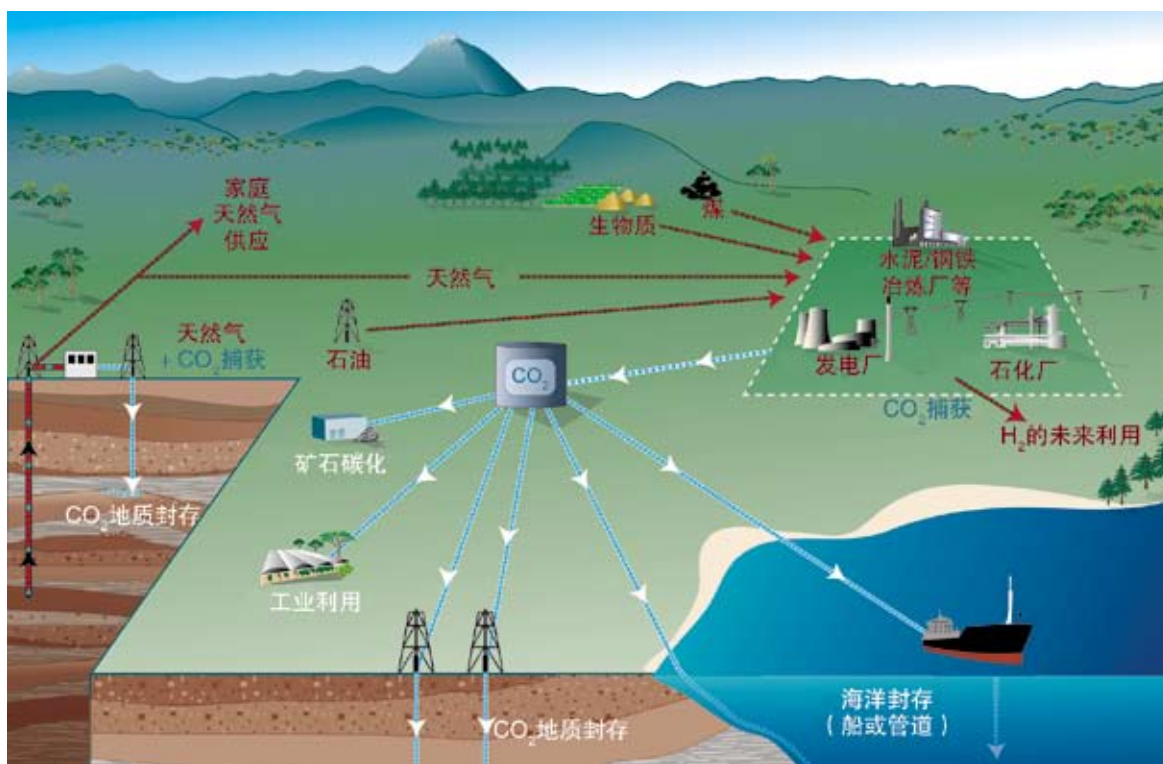 家庭
天然气
供应
生物质
煤
水泥/钢铁
冶炼厂等
天然气
天然气
+ CO₂捕获
石油
发电厂
石化厂
CO₂
CO₂捕获
H₂的未来利用
矿石碳化
CO₂地质封存
工业利用
海洋封存
（船或管道）
CO₂地质封存